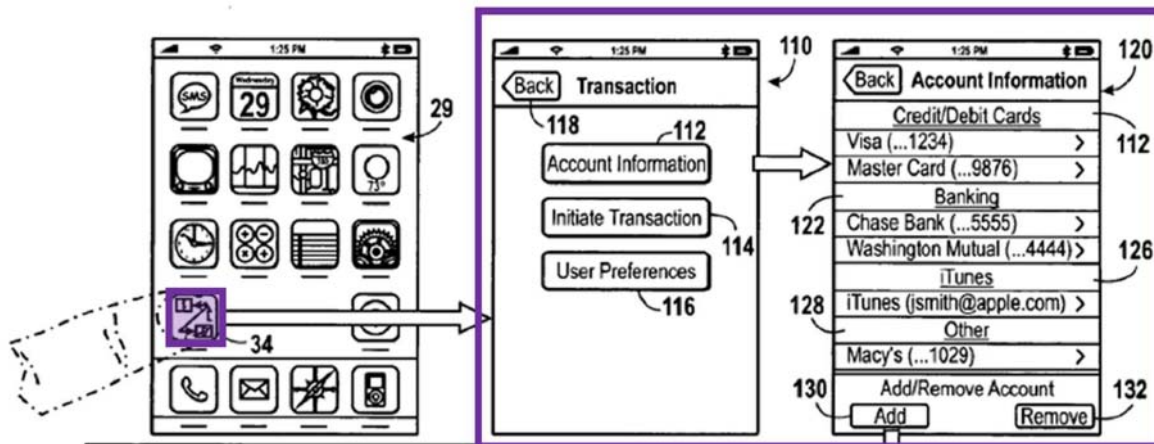 1:25 PM
SMS
Wednesday
29
73°
29
34
1:25 PM
Back Transaction
110
118
112
Account Information
Initiate Transaction
114
User Preferences
116
1:25 PM
120
Back Account Information
Credit/Debit Cards
112
Visa (...1234) >
Master Card (...9876) >
Banking
122
Chase Bank (...5555) >
Washington Mutual (...4444) >
126
iTunes
128
iTunes (jsmith@apple.com) >
Other
Macy's (...1029) >
Add/Remove Account
130
132
Add Remove